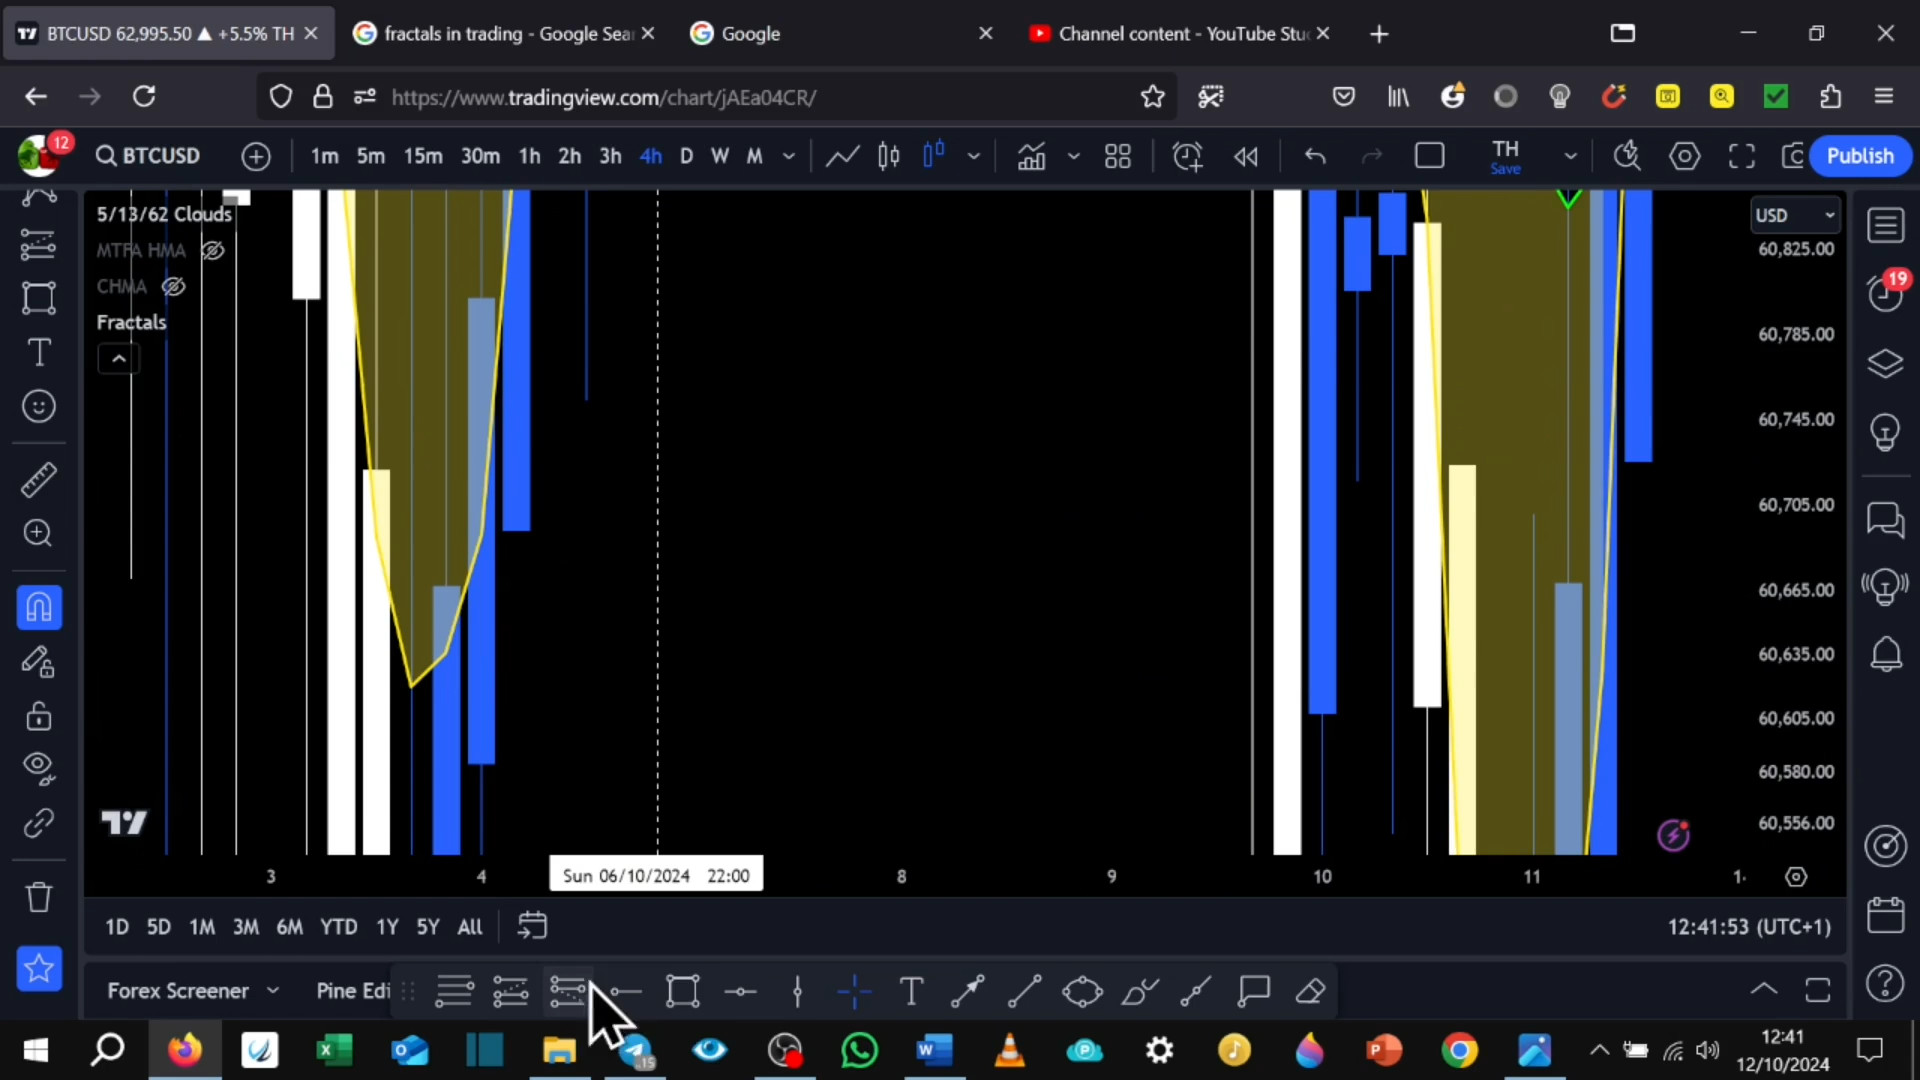 BTCUSD 62,995.50 ▲ +5.5% TH
fractals in trading - Google Sea
Google
Channel content - YouTube Stu
https://www.tradingview.com/chart/jAEa04CR/
12
BTCUSD
1m 5m 15m 30m 1h 2h 3h 4h D W M
TH
Save
Publish
5/13/62 Clouds
MTFA HMA
CHMA
Fractals
USD
60,825.00
60,785.00
60,745.00
60,705.00
60,665.00
60,635.00
60,605.00
60,580.00
60,556.00
19
3 4 Sun 06/10/2024 22:00 8 9 10 11 1.
1D 5D 1M 3M 6M YTD 1Y 5Y All
12:41:53 (UTC+1)
Forex Screener
Pine Edi
15
12:41
12/10/2024